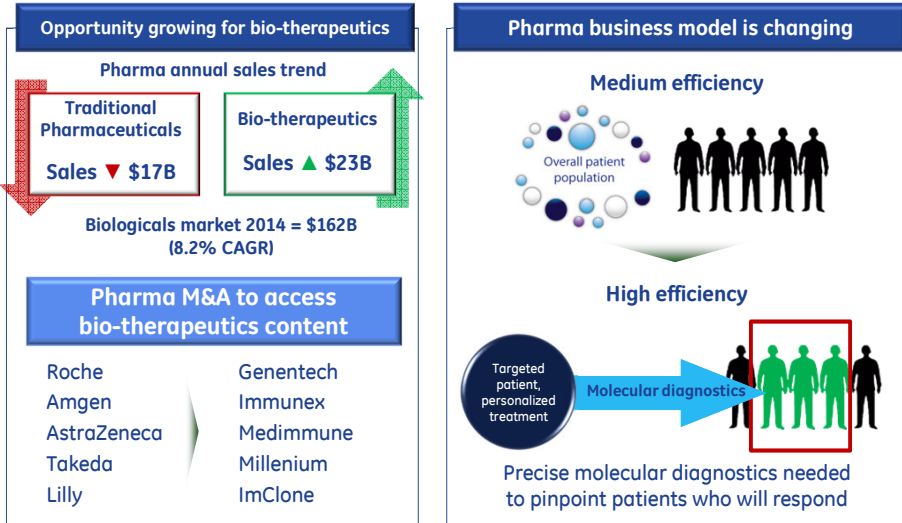 Opportunity growing for bio-therapeutics
Pharma annual sales trend
Traditional
Pharmaceuticals
Sales ▼ $17B
Bio-therapeutics
Sales ▲ $23B
Biologicals market 2014 = $162B
(8.2% CAGR)
Pharma M&A to access
bio-therapeutics content
Roche
Amgen
AstraZeneca
Takeda
Lilly
Genentech
Immunex
Medimmune
Millenium
ImClone
Pharma business model is changing
Medium efficiency
Overall patient
population
High efficiency
Targeted
patient,
personalized
treatment
Molecular diagnostics
Precise molecular diagnostics needed
to pinpoint patients who will respond